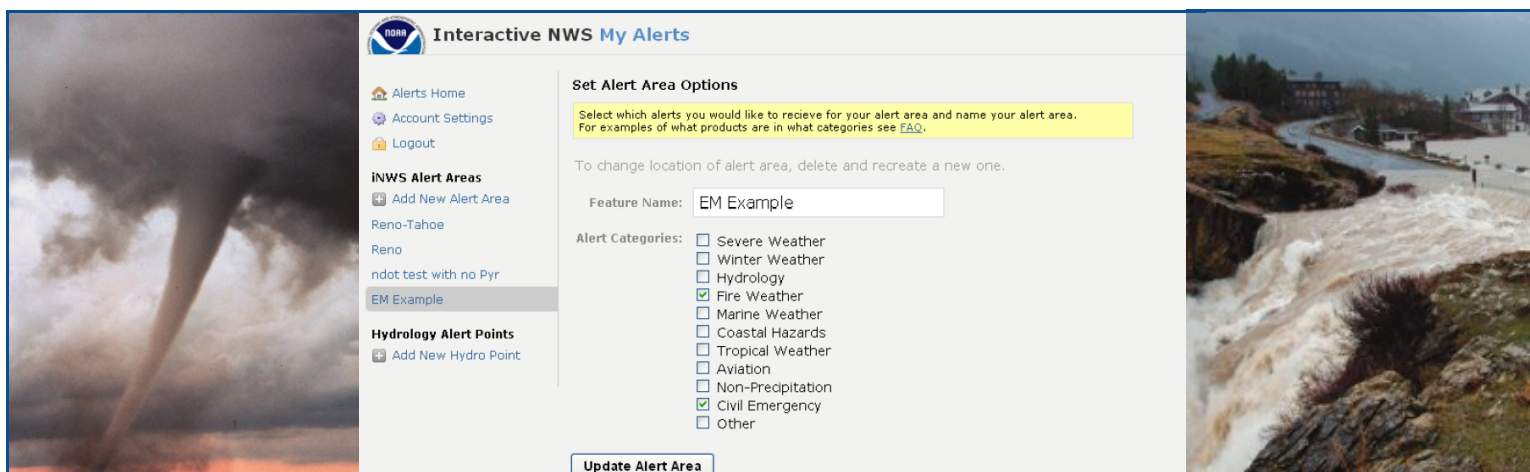 NOAA
Interactive NWS My Alerts
Alerts Home
Account Settings
Logout
iNWS Alert Areas
Add New Alert Area
Reno-Tahoe
Reno
ndot test with no Pyr
EM Example
Hydrology Alert Points
Add New Hydro Point
Set Alert Area Options
Select which alerts you would like to recieve for your alert area and name your alert area.
For examples of what products are in what categories see FAQ.
To change location of alert area, delete and recreate a new one.
Feature Name: EM Example
Alert Categories:
Severe Weather
Winter Weather
Hydrology
Fire Weather
Marine Weather
Coastal Hazards
Tropical Weather
Aviation
Non-Precipitation
Civil Emergency
Other
Update Alert Area